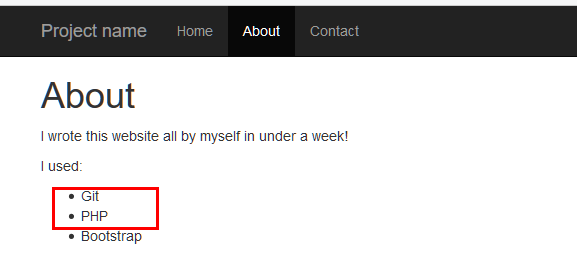 Project name Home About Contact
About
I wrote this website all by myself in under a week!
I used:
Git
PHP
Bootstrap